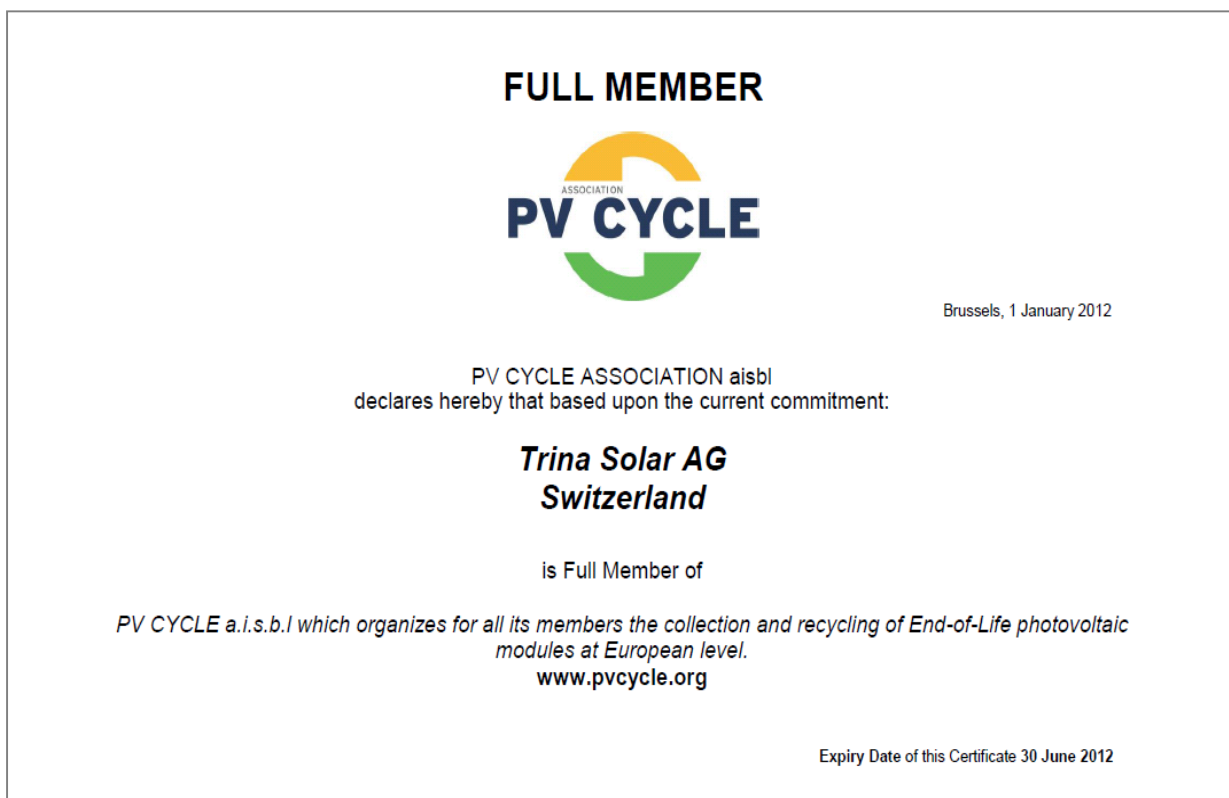 FULL MEMBER
ASSOCIATION
PV CYCLE
Brussels, 1 January 2012
PV CYCLE ASSOCIATION aisbl
declares hereby that based upon the current commitment:
Trina Solar AG
Switzerland
is Full Member of
PV CYCLE a.i.s.b.l which organizes for all its members the collection and recycling of End-of-Life photovoltaic
modules at European level.
www.pvcycle.org
Expiry Date of this Certificate 30 June 2012